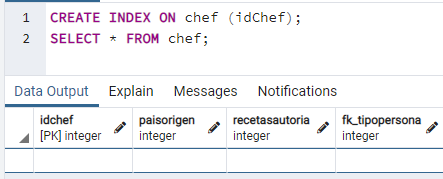 1 CREATE INDEX ON chef (idChef);
2 SELECT * FROM chef;
Data Output Explain Messages Notifications
idchef paisorigen recetasautoria fk_tipopersona
[PK] integer integer integer integer